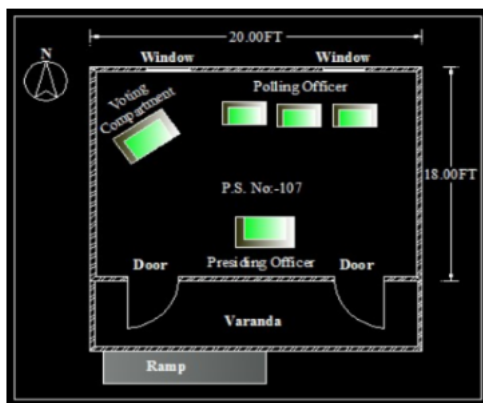 20.00FT
N
Window
Window
Voting
Compartment
Polling Officer
18.00FT
P.S. No:-107
Presiding Officer
Door
Door
Varanda
Ramp